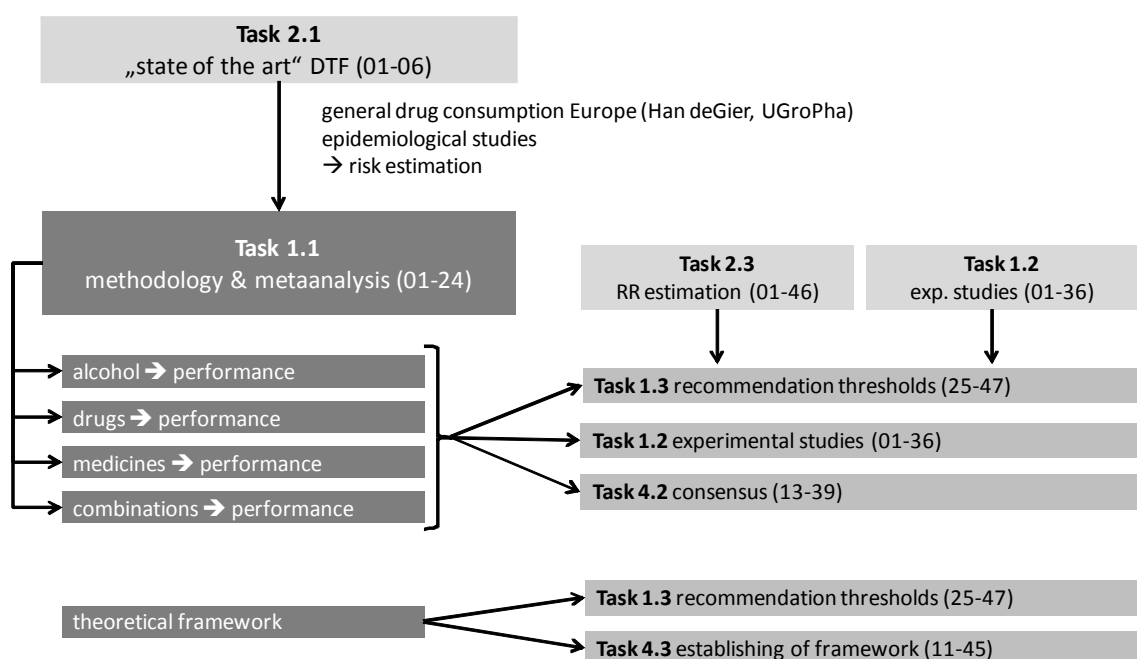 Task 2.1
„state of the art“ DTF (01-06)
general drug consumption Europe (Han deGier, UGroPha)
epidemiological studies
→ risk estimation
Task 1.1
methodology & metaanalysis (01-24)
Task 2.3
RR estimation (01-46)
Task 1.2
exp. studies (01-36)
alcohol ➔ performance
drugs ➔ performance
medicines ➔ performance
combinations ➔ performance
Task 1.3 recommendation thresholds (25-47)
Task 1.2 experimental studies (01-36)
Task 4.2 consensus (13-39)
theoretical framework
Task 1.3 recommendation thresholds (25-47)
Task 4.3 establishing of framework (11-45)